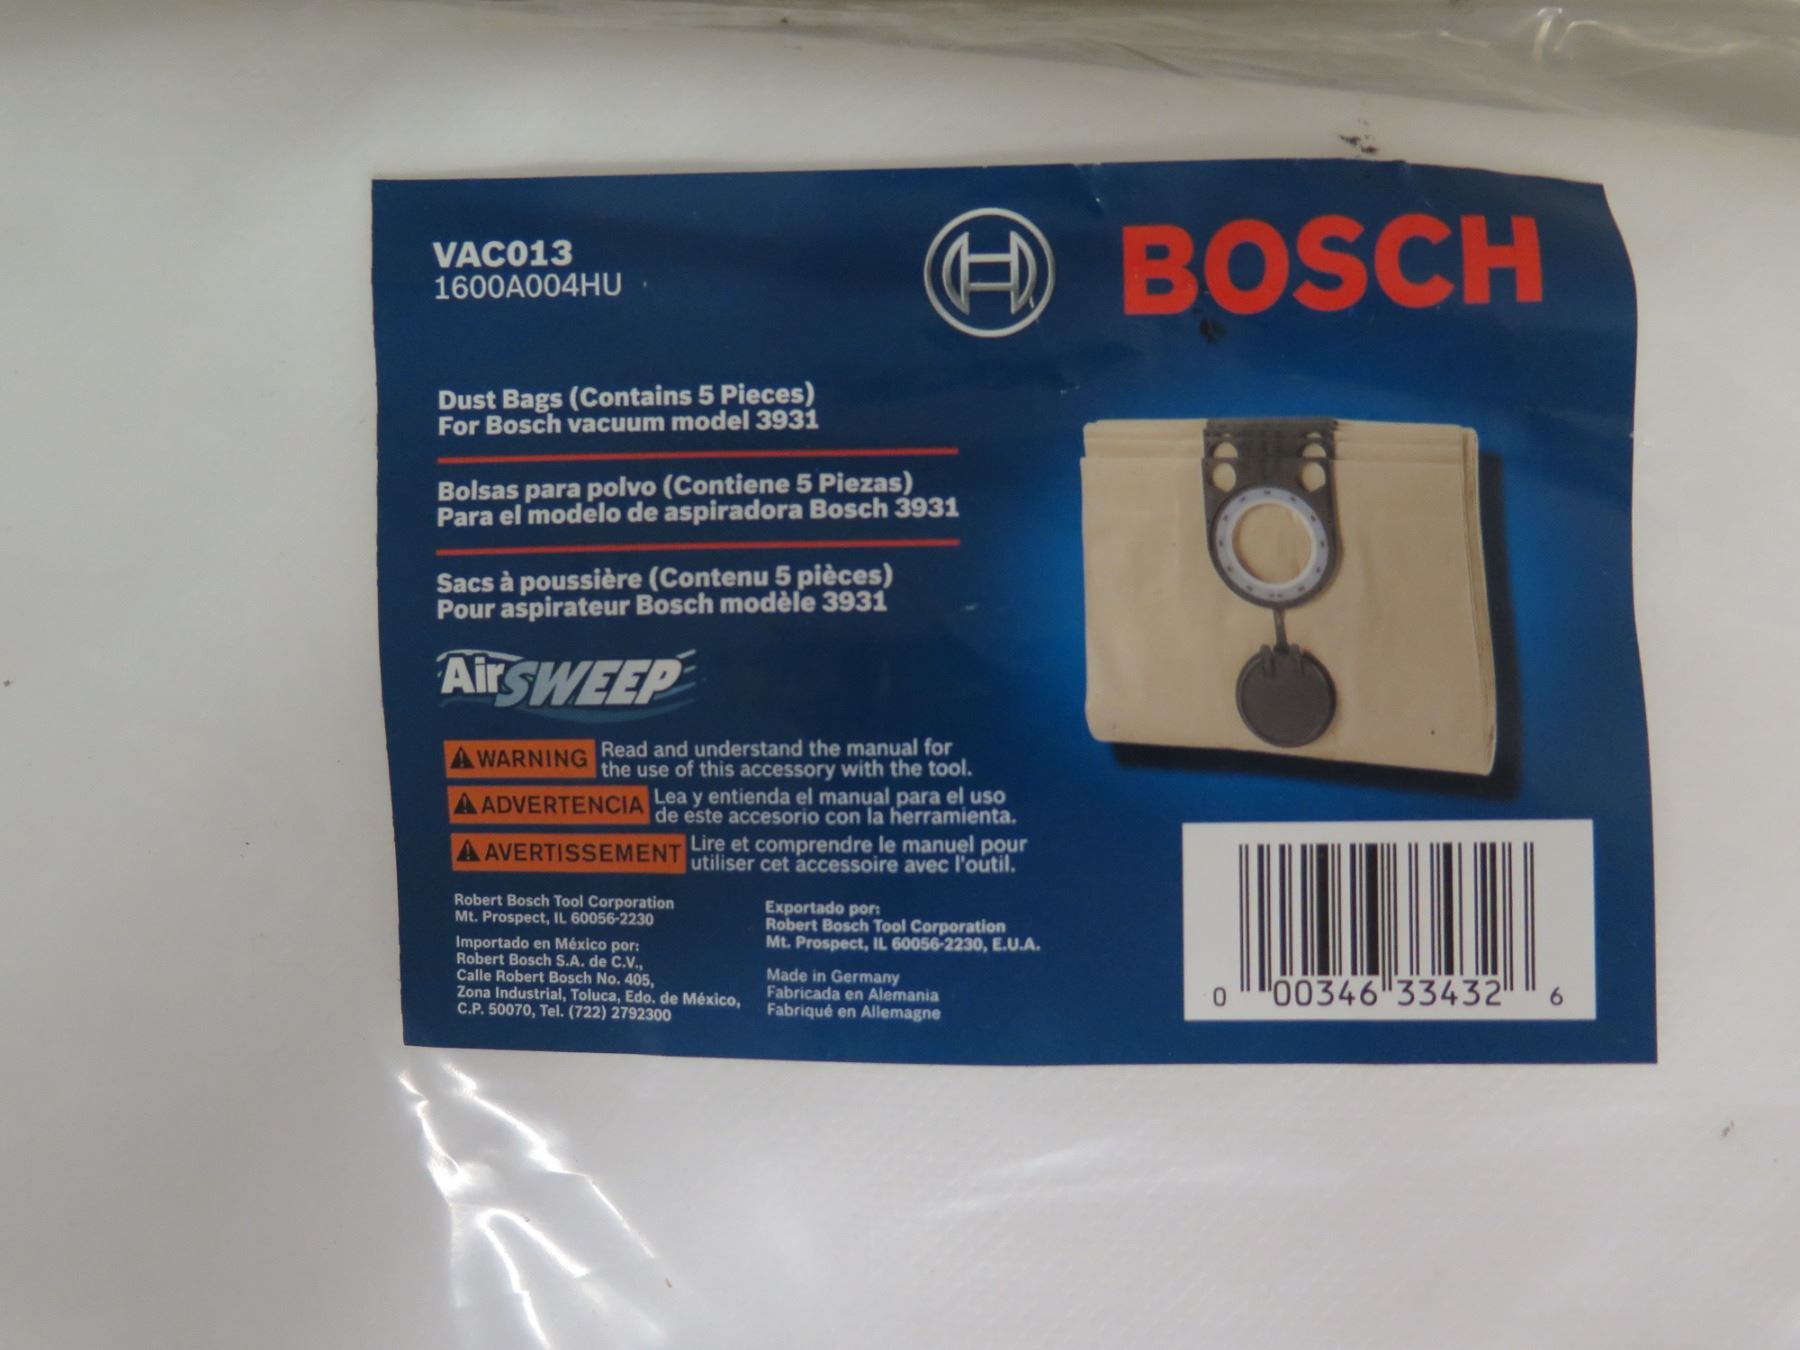 VAC013
1600A004HU
BOSCH
Dust Bags (Contains 5 Pieces)
For Bosch vacuum model 3931
Bolsas para polvo (Contiene 5 Piezas)
Para el modelo de aspiradora Bosch 3931
Sacs à poussière (Contenu 5 pièces)
Pour aspirateur Bosch modèle 3931
AirSWEEP
WARNING Read and understand the manual for
the use of this accessory with the tool.
ADVERTENCIA Lea y entienda el manual para el uso
de este accesorio con la herramienta.
AVERTISSEMENT Lire et comprendre le manuel pour
utiliser cet accessoire avec l'outil.
Robert Bosch Tool Corporation
Mt. Prospect, IL 60056-2230
Importado en México por:
Robert Bosch S.A. de C.V.,
Calle Robert Bosch No. 405,
Zona Industrial, Toluca, Edo. de México,
C.P. 50070, Tel. (722) 2792300
Exportado por:
Robert Bosch Tool Corporation
Mt. Prospect, IL 60056-2230, E.U.A.
Made in Germany
Fabricada en Alemania
Fabriqué en Allemagne
0 00346 33432 6